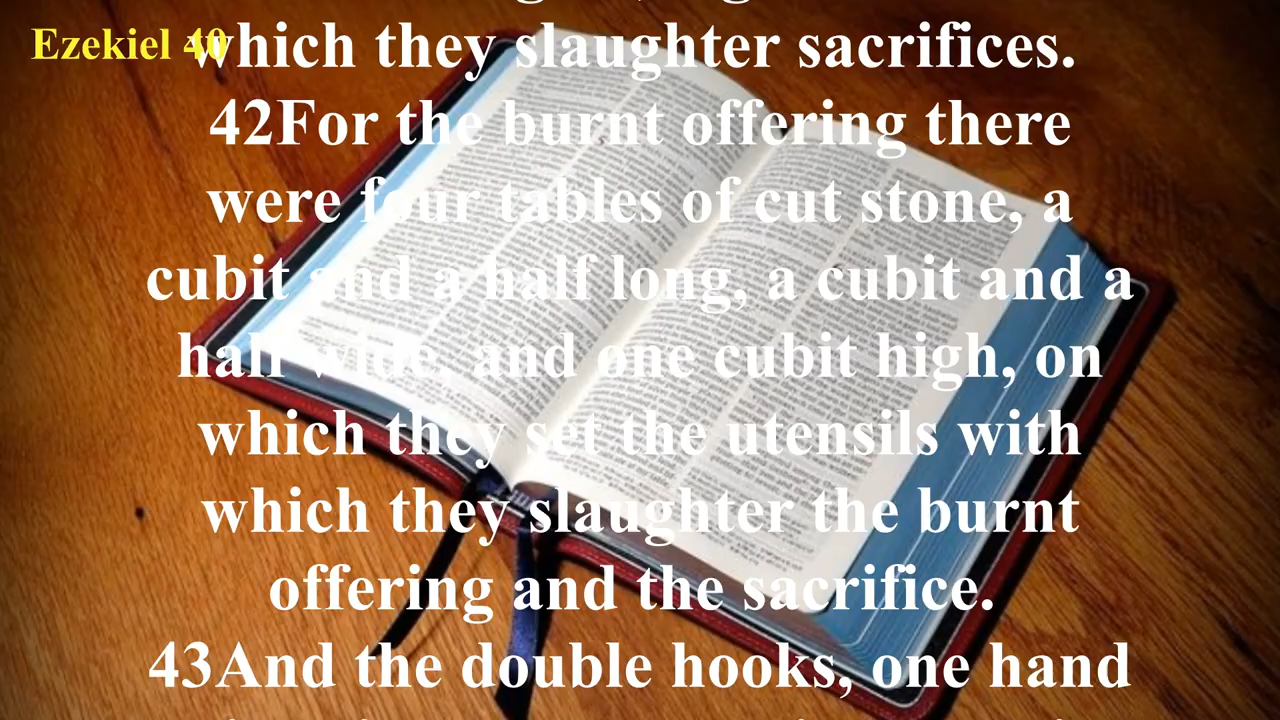 Ezekiel 40
which they slaughter sacrifices.
42For the burnt offering there
were four tables of cut stone, a
cubit and a half long, a cubit and a
half wide, and one cubit high, on
which they set the utensils with
which they slaughter the burnt
offering and the sacrifice.
43And the double hooks, one hand